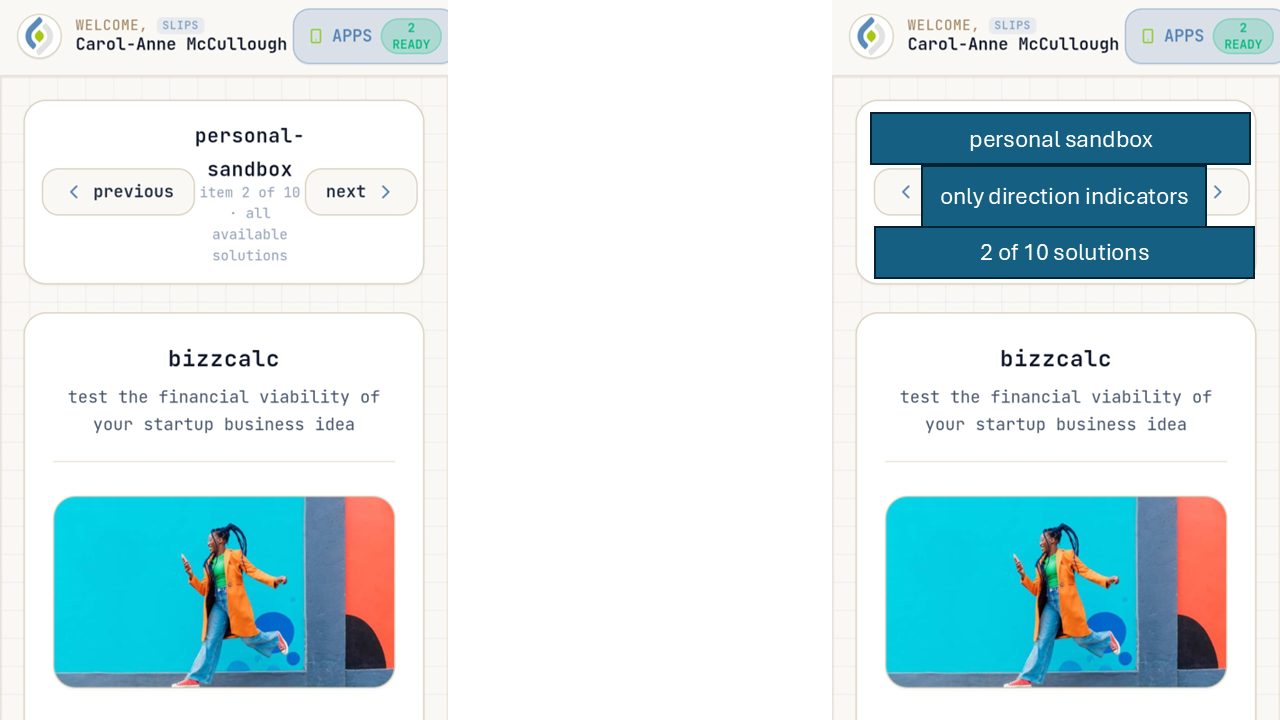 WELCOME, SLIPS
Carol-Anne McCullough
APPS
2
READY
personal-
sandbox
previous
item 2 of 10
· all
available
solutions
next
bizzcalc
test the financial viability of
your startup business idea
WELCOME, SLIPS
Carol-Anne McCullough
APPS
2
READY
personal sandbox
only direction indicators
2 of 10 solutions
bizzcalc
test the financial viability of
your startup business idea